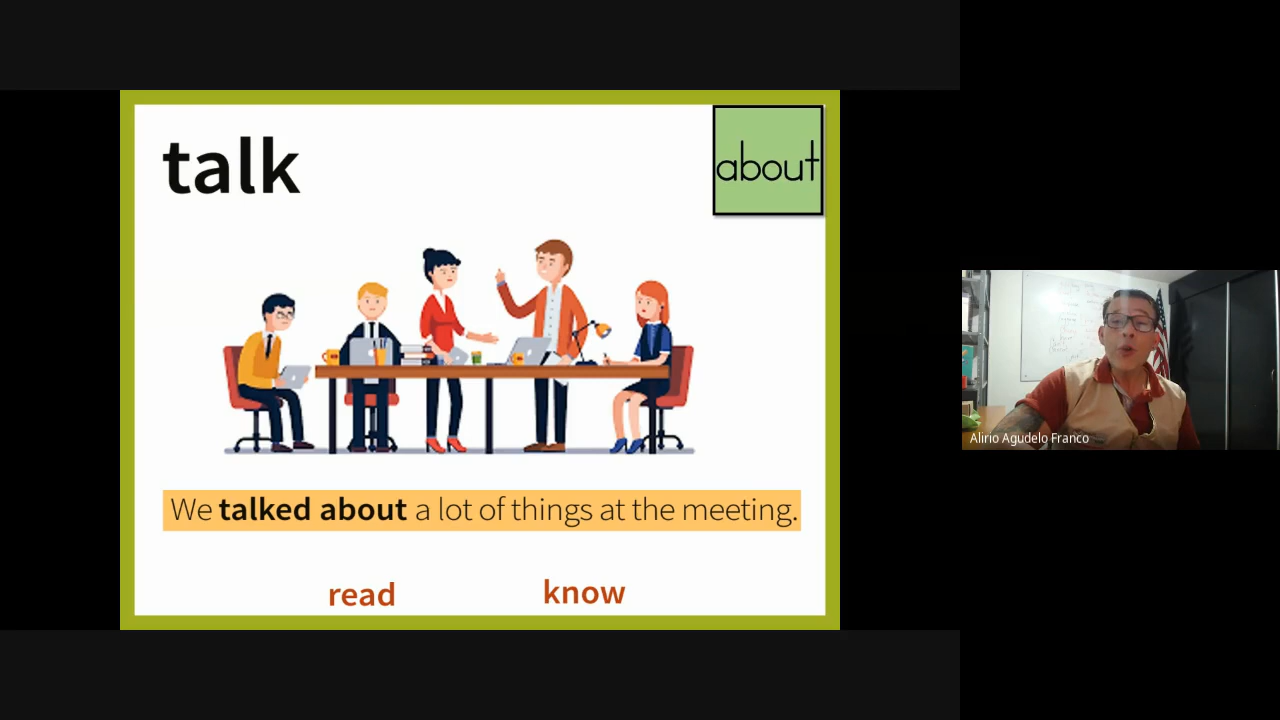 talk
about
We talked about a lot of things at the meeting.
read
know
Alirio Agudelo Franco